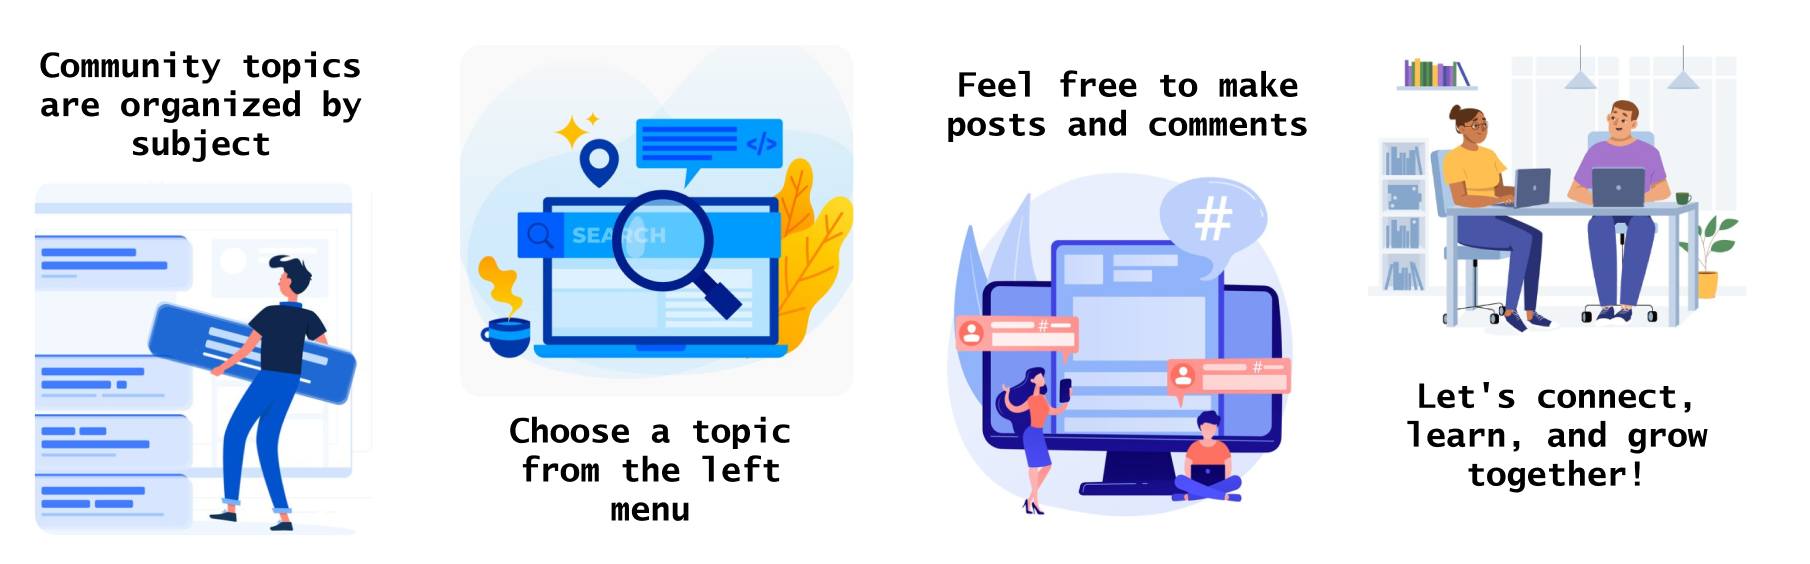 Community topics
are organized by
subject
</>
SEARCH
Choose a topic
from the left
menu
Feel free to make
posts and comments
#
#
#
Let's connect,
learn, and grow
together!